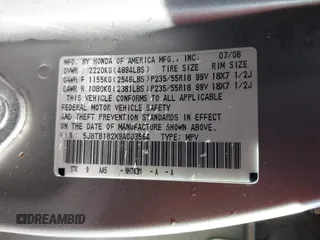 MFD. BY HONDA OF AMERICA MFG., INC. 07/08
GVWR 2220KG(4894LBS) TIRE SIZE RIM SIZE
GAWR F 1155KG(2546LBS)P235/55R18 99V 18X7 1/2J
GAWR R 1080KG(2381LBS)P235/55R18 99V 18X7 1/2J
THIS VEHICLE CONFORMS TO ALL APPLICABLE
FEDERAL MOTOR VEHICLE SAFETY AND THEFT
PREVENTION STANDARDS IN EFFECT ON THE DATE
OF MANUFACTURE SHOWN ABOVE.
V.I.N. TYPE: MPV
STK 9 AA5 - A - A
DREAMBID